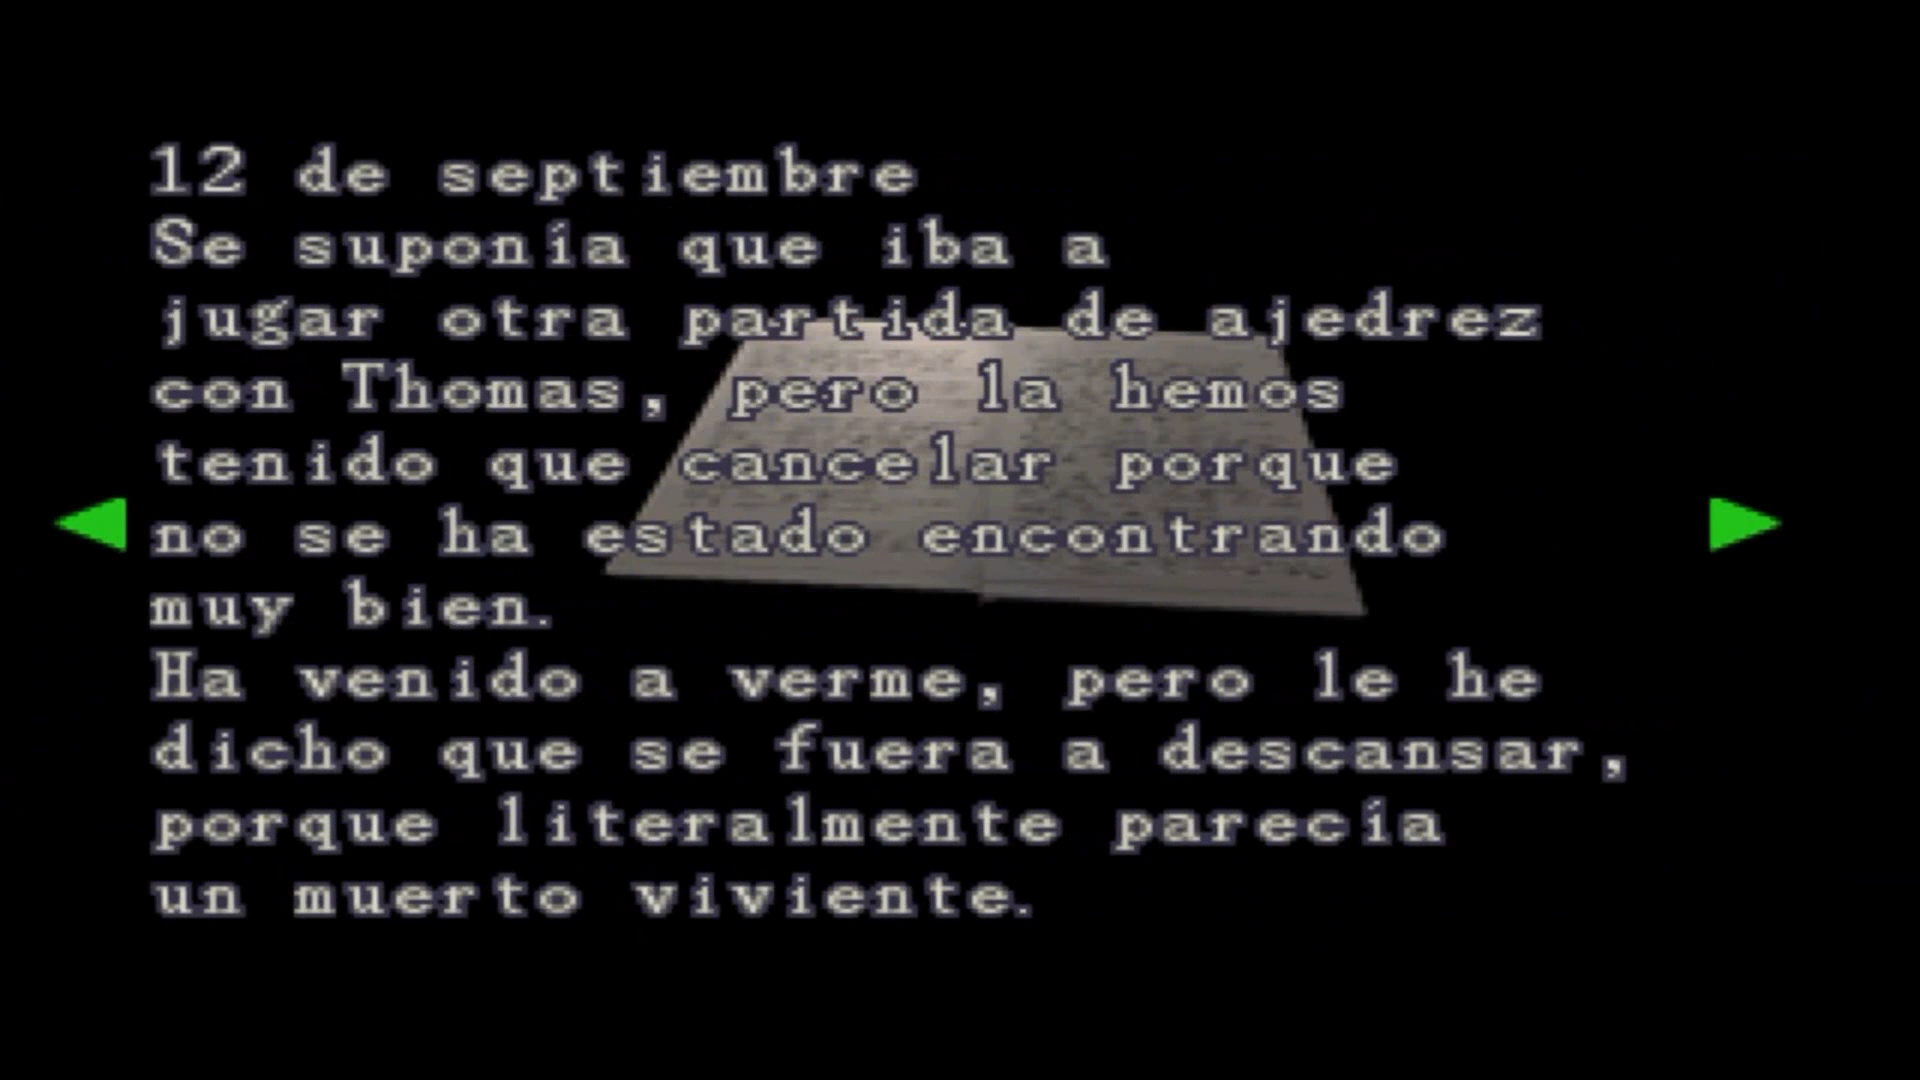 12 de septiembre
Se suponía que iba a
jugar otra partida de ajedrez
con Thomas, pero la hemos
tenido que cancelar porque
no se ha estado encontrando
muy bien.
Ha venido a verme, pero le he
dicho que se fuera a descansar,
porque literalmente parecía
un muerto viviente.